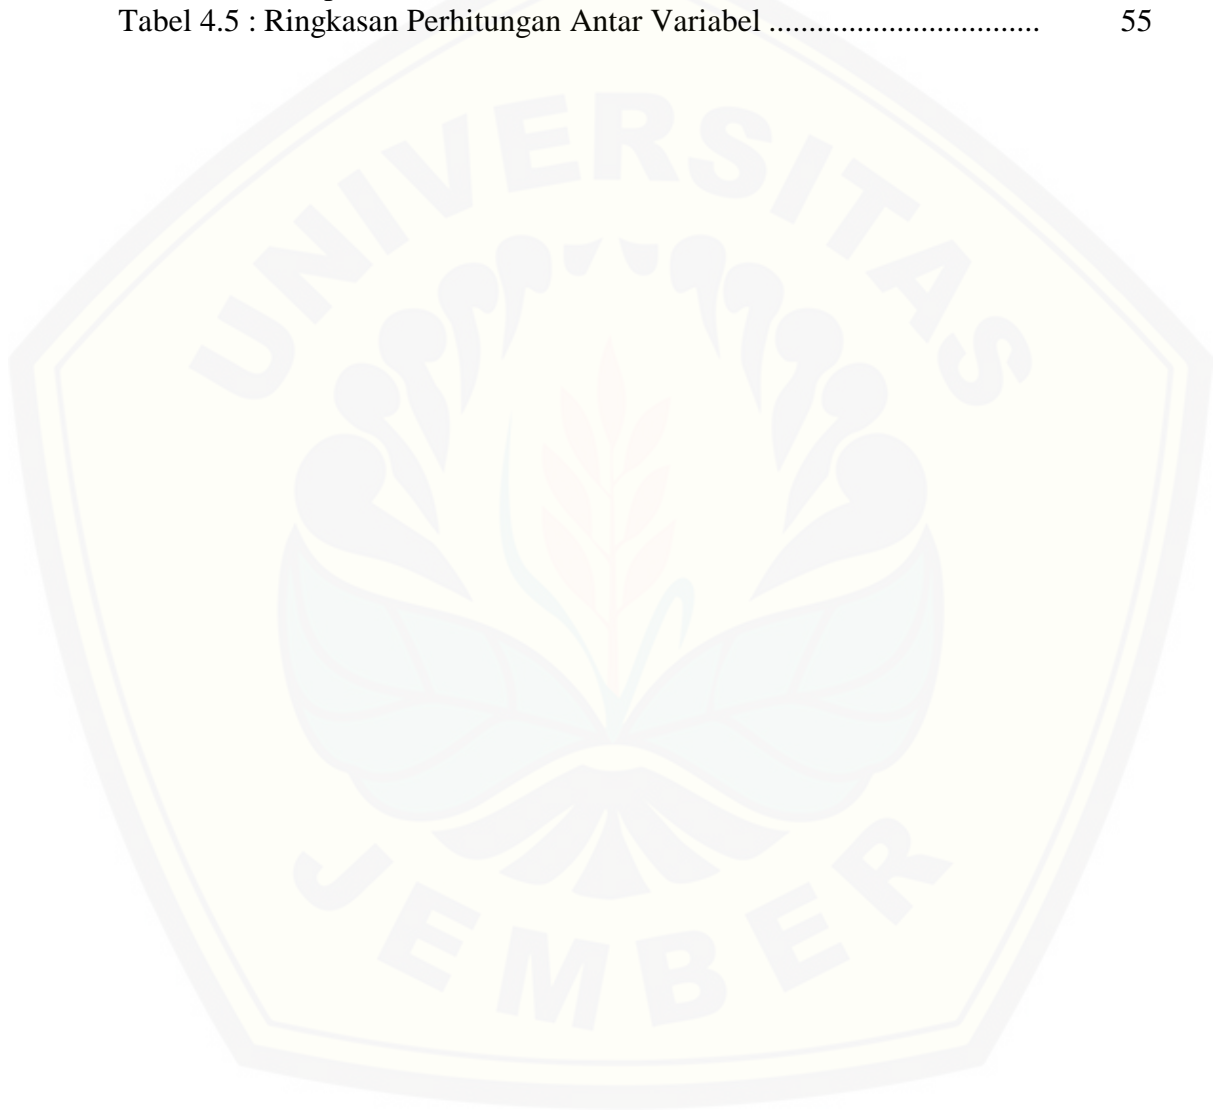 Tabel 4.5 : Ringkasan Perhitungan Antar Variabel .................................. 55
UNIVERSITAS
JEMBER